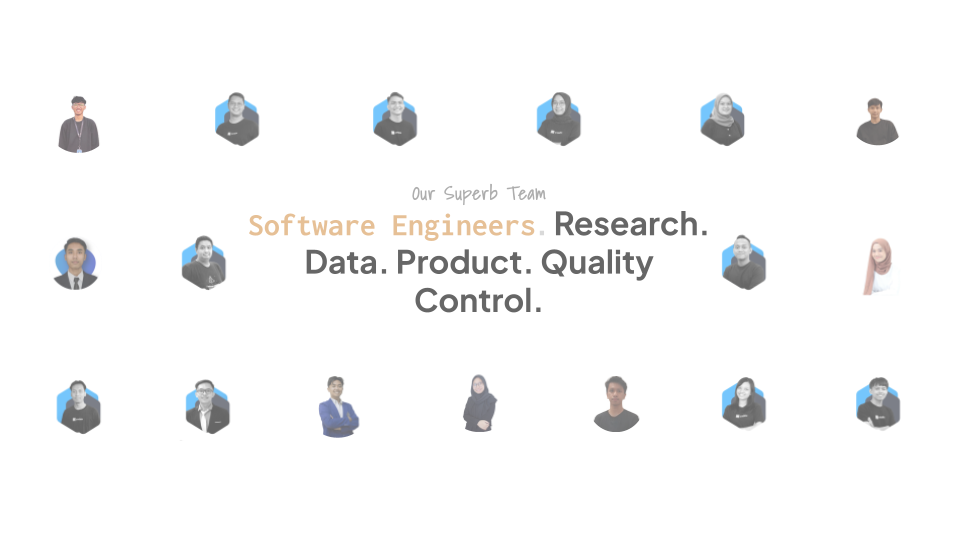 Our Superb Team
Software Engineers. Research.
Data. Product. Quality
Control.